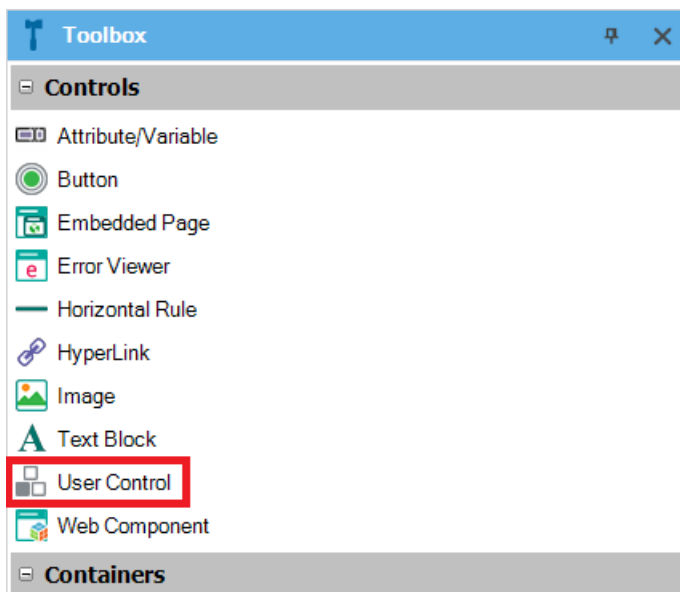 Toolbox
Controls
Attribute/Variable
Button
Embedded Page
Error Viewer
Horizontal Rule
HyperLink
Image
Text Block
User Control
Web Component
Containers